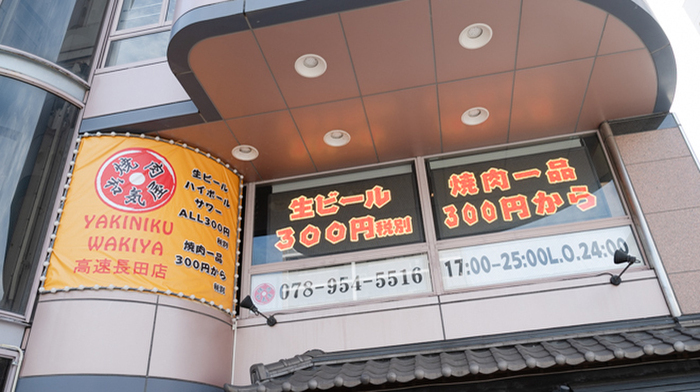 焼肉屋
和気
YAKINIKU
WAKIYA
高速長田店
生ビール
ハイボール
サワー
ALL300円
税別
焼肉一品
300円から
税別
生ビール
300円税別
焼肉一品
300円から
078-954-5516
17:00-25:00L.O.24:00